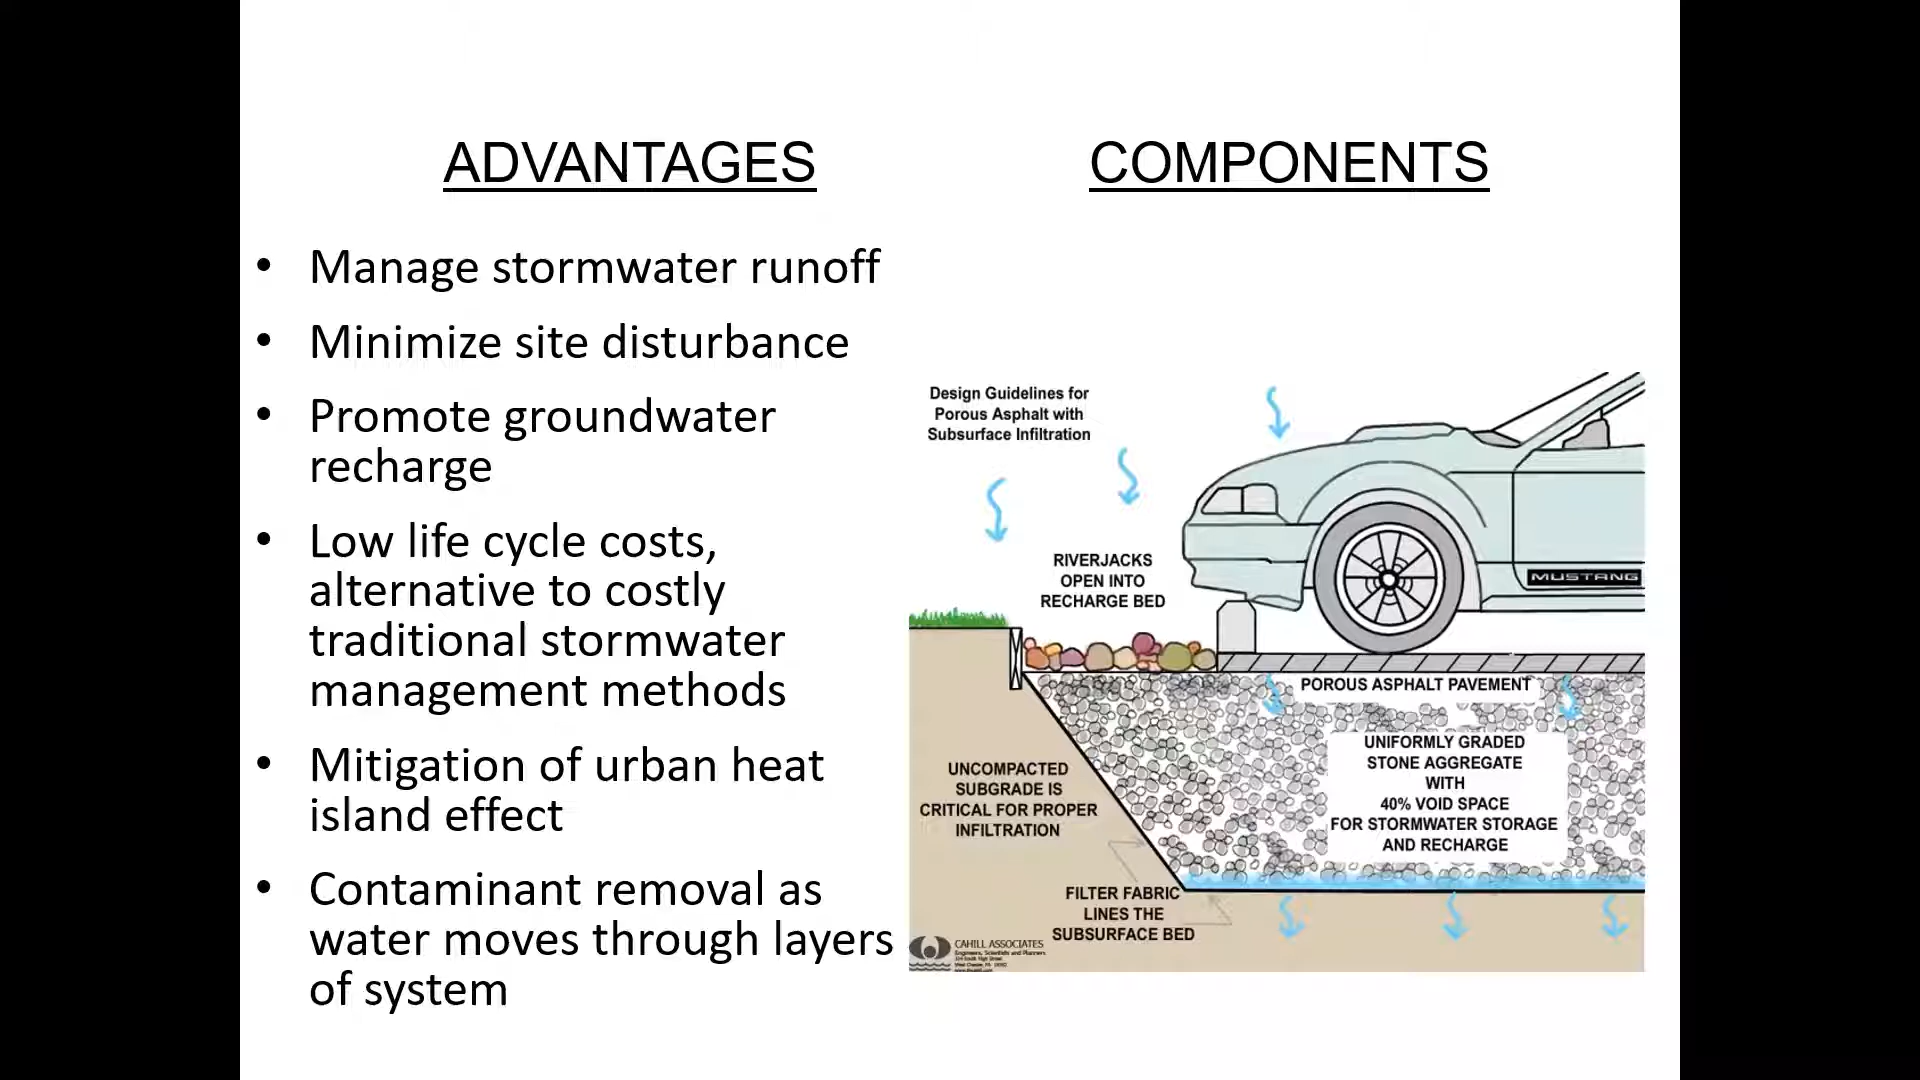 ADVANTAGES
• Manage stormwater runoff
• Minimize site disturbance
• Promote groundwater
recharge
• Low life cycle costs,
alternative to costly
traditional stormwater
management methods
• Mitigation of urban heat
island effect
• Contaminant removal as
water moves through layers
of system
COMPONENTS
Design Guidelines for
Porous Asphalt with
Subsurface Infiltration
RIVERJACKS
OPEN INTO
RECHARGE BED
MUSTANG
POROUS ASPHALT PAVEMENT
UNIFORMLY GRADED
STONE AGGREGATE
WITH
40% VOID SPACE
FOR STORMWATER STORAGE
AND RECHARGE
UNCOMPACTED
SUBGRADE IS
CRITICAL FOR PROPER
INFILTRATION
FILTER FABRIC
LINES THE
SUBSURFACE BED
CAHILL ASSOCIATES
Engineers, Scientists and Planners